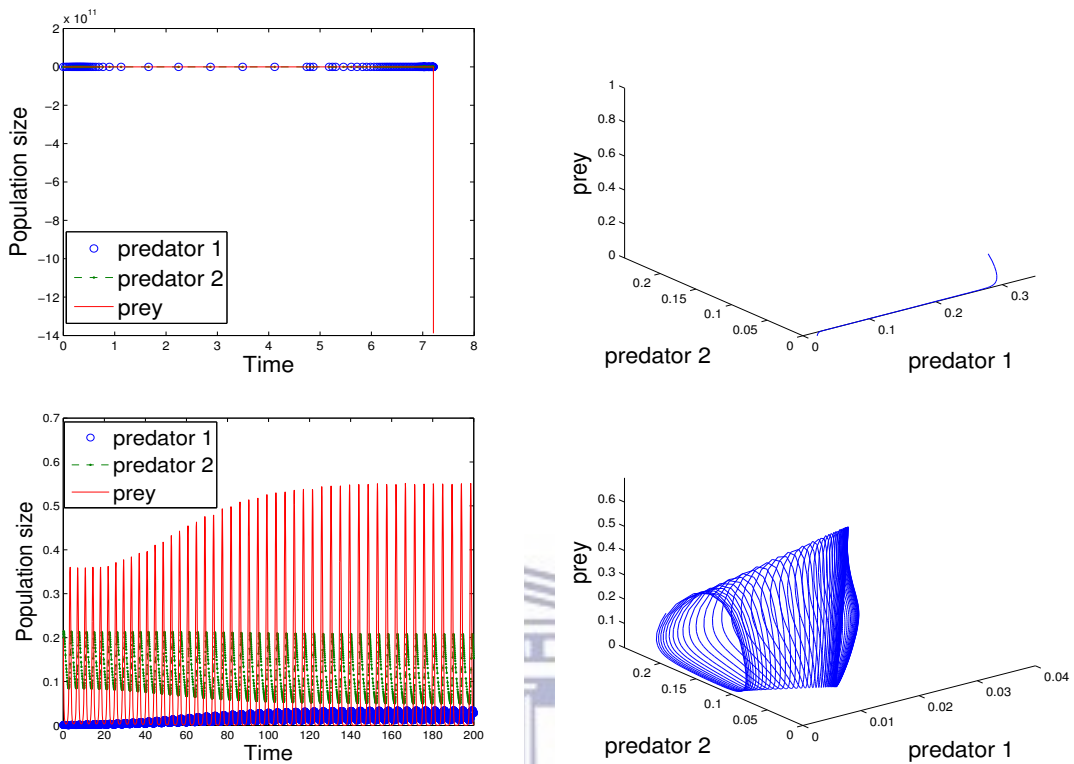 × 10^11
2
0
−2
−4
−6
−8
−10
−12
−14
0 1 2 3 4 5 6 7 8
Population size
Time
predator 1
predator 2
prey
1
0.8
0.6
0.4
0.2
0
prey
0.2
0.15
0.1
0.05
0
predator 2
0
0.1
0.2
0.3
predator 1
0.7
0.6
0.5
0.4
0.3
0.2
0.1
0
0 20 40 60 80 100 120 140 160 180 200
Population size
Time
predator 1
predator 2
prey
0.6
0.5
0.4
0.3
0.2
0.1
0
prey
0.2
0.15
0.1
0.05
0
predator 2
0
0.01
0.02
0.03
0.04
predator 1